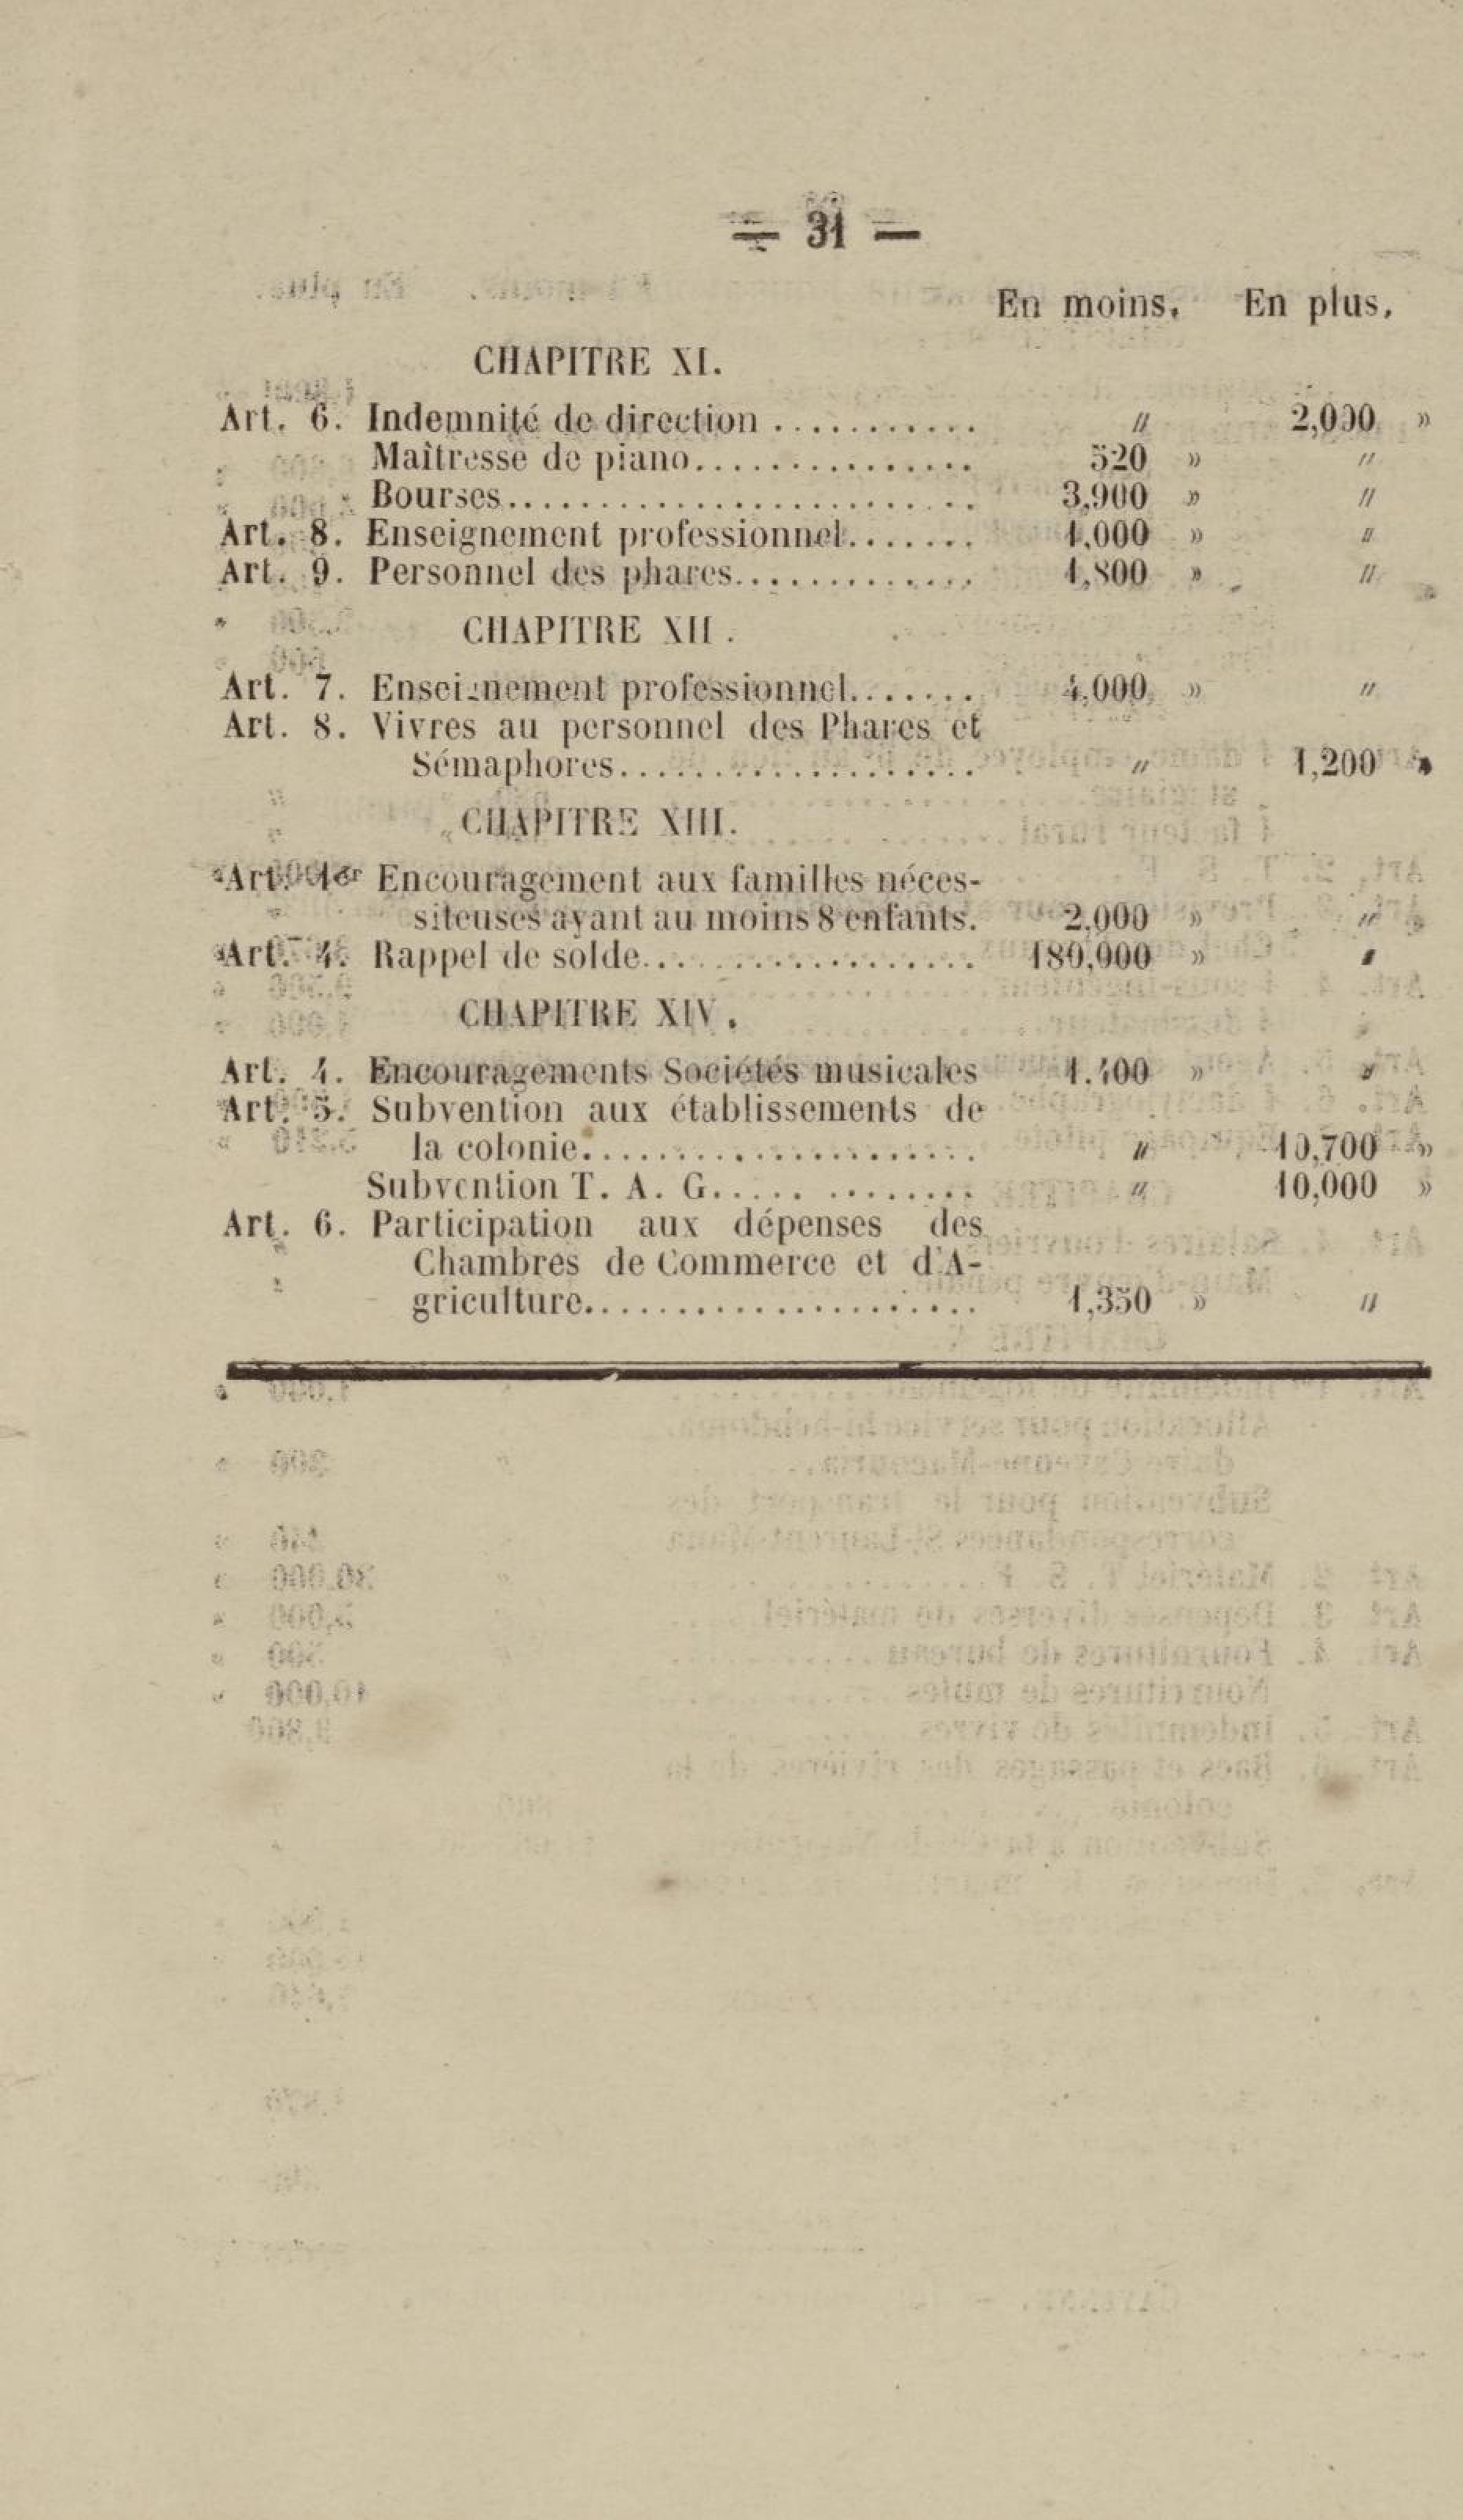 — 31 —
En moins. En plus.
CHAPITRE XI.
Art. 6. Indemnité de direction ........... " 2,000 »
Maîtresse de piano............... 520 » "
Bourses......................... 3,900 » "
Art. 8. Enseignement professionnel....... 1,000 » "
Art. 9. Personnel des phares............. 1,800 » "
CHAPITRE XII.
Art. 7. Enseignement professionnel....... 4,000 » "
Art. 8. Vivres au personnel des Phares et
Sémaphores................... " 1,200 »
CHAPITRE XIII.
Art. 1er Encouragement aux familles néces-
siteuses ayant au moins 8 enfants. 2,000 » "
Art. 4. Rappel de solde.................. 180,000 » "
CHAPITRE XIV.
Art. 4. Encouragements Sociétés musicales 1.400 » "
Art. 5. Subvention aux établissements de
la colonie..................... " 10,700 »
Subvention T. A. G..... ........ " 10,000 »
Art. 6. Participation aux dépenses des
Chambres de Commerce et d'A-
griculture..................... 1,350 » "